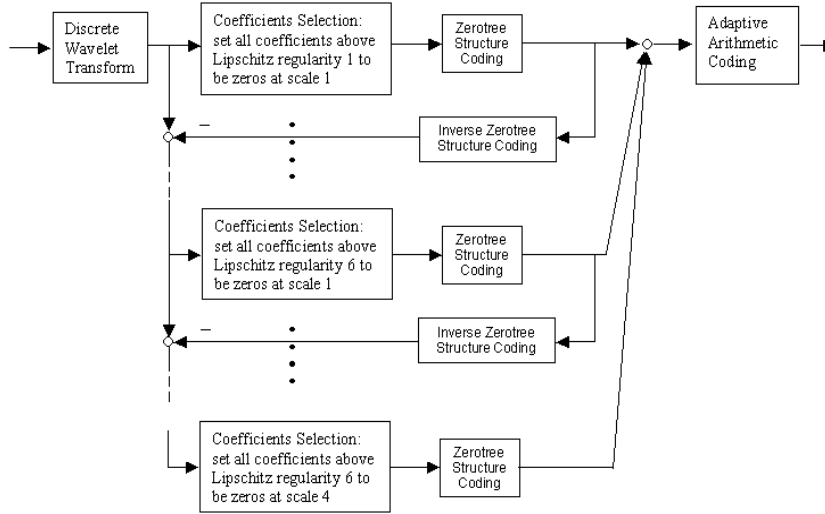 Discrete
Wavelet
Transform
Coefficients Selection:
set all coefficients above
Lipschitz regularity 1 to
be zeros at scale 1
Zerotree
Structure
Coding
Adaptive
Arithmetic
Coding
–
Inverse Zerotree
Structure Coding
Coefficients Selection:
set all coefficients above
Lipschitz regularity 6 to
be zeros at scale 1
Zerotree
Structure
Coding
–
Inverse Zerotree
Structure Coding
Coefficients Selection:
set all coefficients above
Lipschitz regularity 6 to
be zeros at scale 4
Zerotree
Structure
Coding